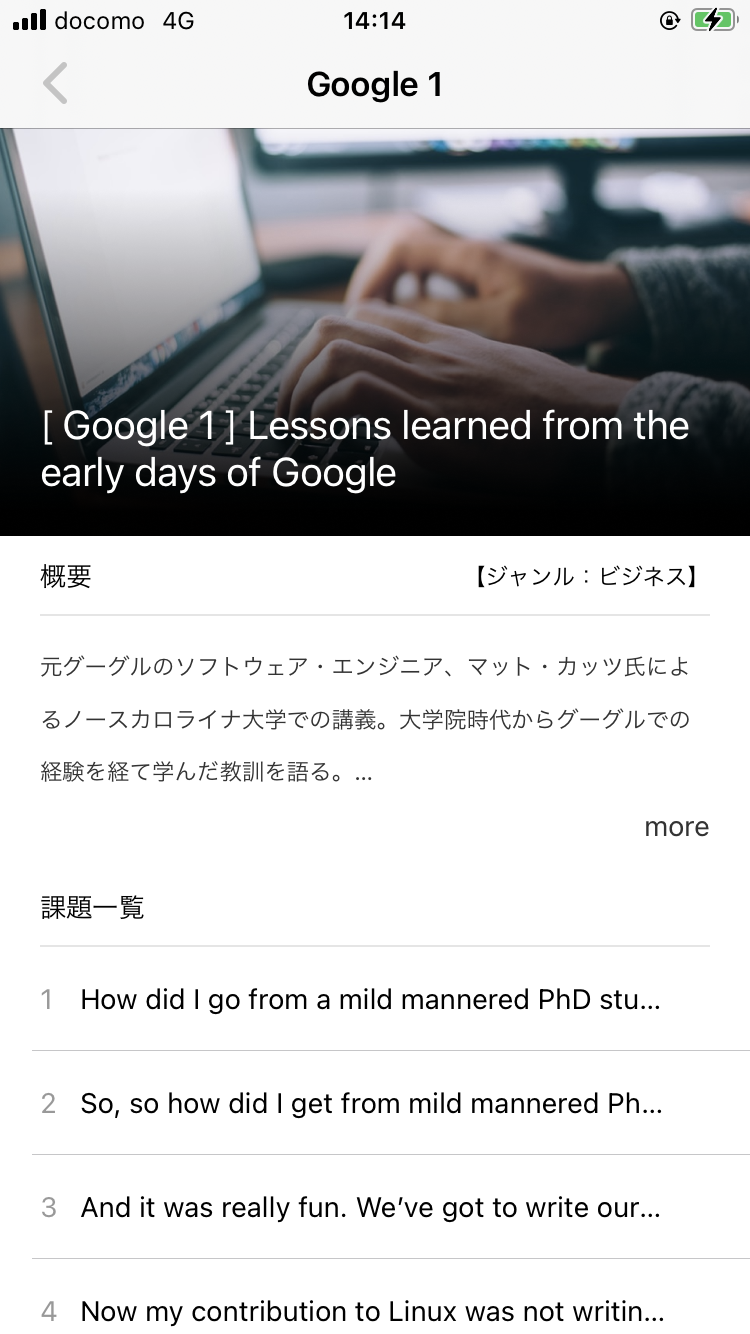 docomo 4G 14:14
Google 1
[ Google 1 ] Lessons learned from the
early days of Google
概要 【ジャンル：ビジネス】
元グーグルのソフトウェア・エンジニア、マット・カッツ氏によ
るノースカロライナ大学での講義。大学院時代からグーグルでの
経験を経て学んだ教訓を語る。...
more
課題一覧
1 How did I go from a mild mannered PhD stu...
2 So, so how did I get from mild mannered Ph...
3 And it was really fun. We’ve got to write our...
4 Now my contribution to Linux was not writin...